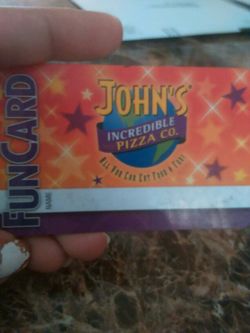 FUNCARD
JOHN'S®
INCREDIBLE
PIZZA CO.
ALL YOU CAN EAT FOOD & FUN!
NAME